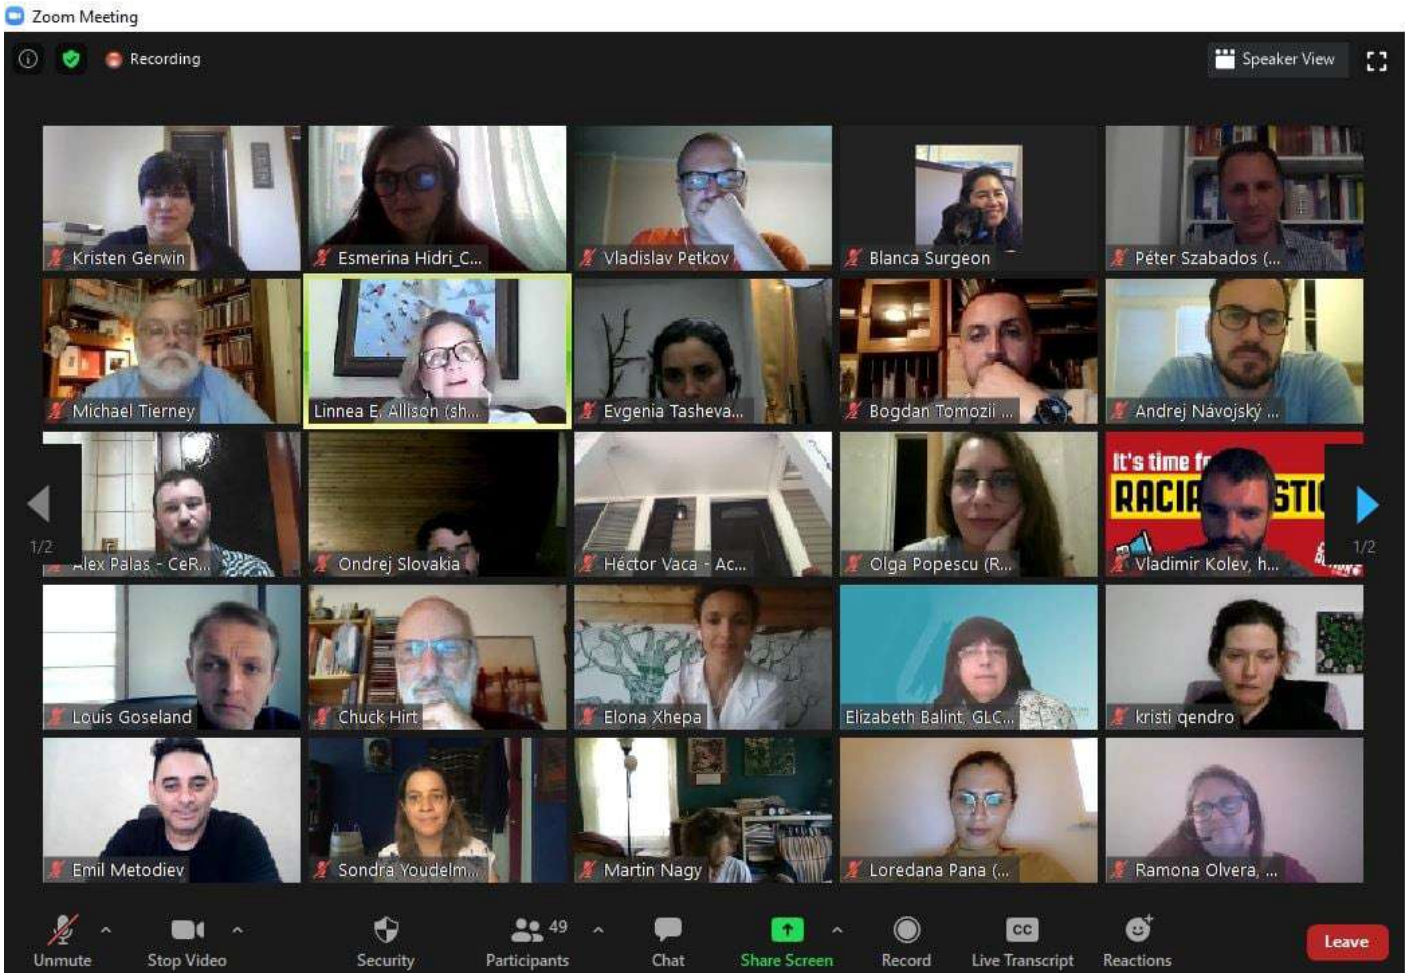 Zoom Meeting
Recording
Speaker View
Kristen Gerwin
Esmerina Hidri_C...
Vladislav Petkov
Blanca Surgeon
Péter Szabados (...
Michael Tierney
Linnea E. Allison (sh...
Evgenia Tasheva...
Bogdan Tomozii ...
Andrej Návojský ...
Alex Palas - CeR...
Ondrej Slovakia
Héctor Vaca - Ac...
Olga Popescu (R...
It's time f
RACIA STIC
Vladimir Kolev, h...
1/2
1/2
Louis Goseland
Chuck Hirt
Elona Xhepa
Elizabeth Balint, GLC...
kristi qendro
Emil Metodiev
Sondra Youdelm...
Martin Nagy
Loredana Pana (...
Ramona Olvera, ...
49
CC
Unmute
Stop Video
Security
Participants
Chat
Share Screen
Record
Live Transcript
Reactions
Leave